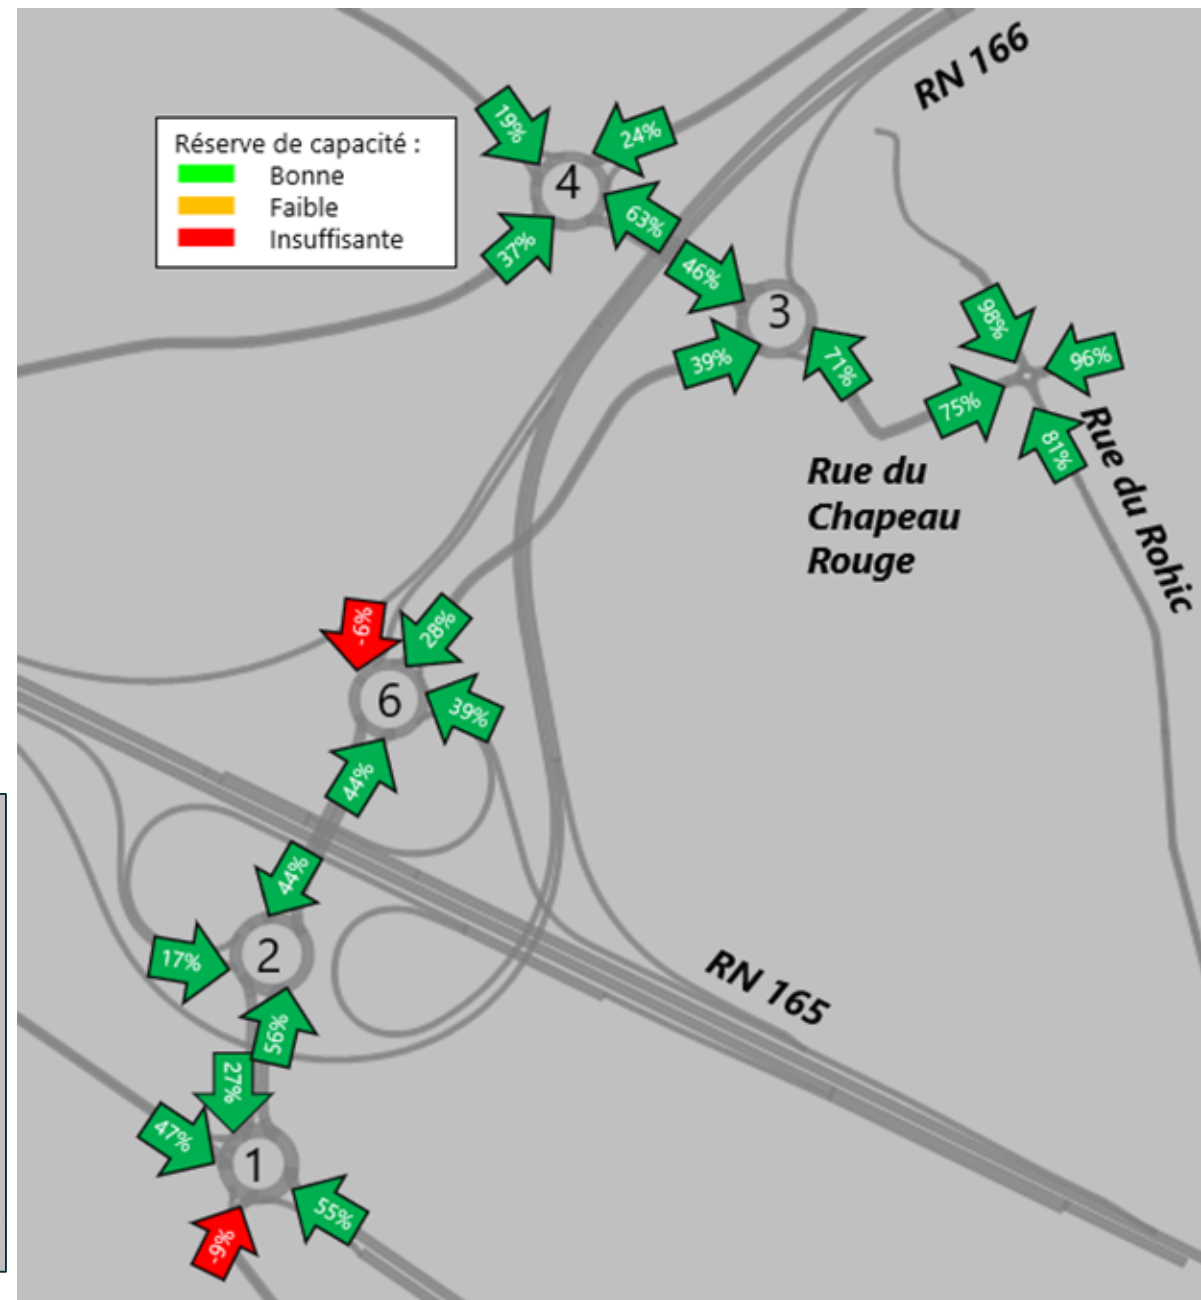 RN 166
Réserve de capacité :
Bonne
Faible
Insuffisante
19%
24%
4
63%
37%
46%
3
39%
71%
98%
96%
75%
81%
Rue du Rohic
Rue du
Chapeau
Rouge
-6%
28%
6
39%
44%
44%
2
17%
56%
RN 165
27%
47%
1
55%
-9%